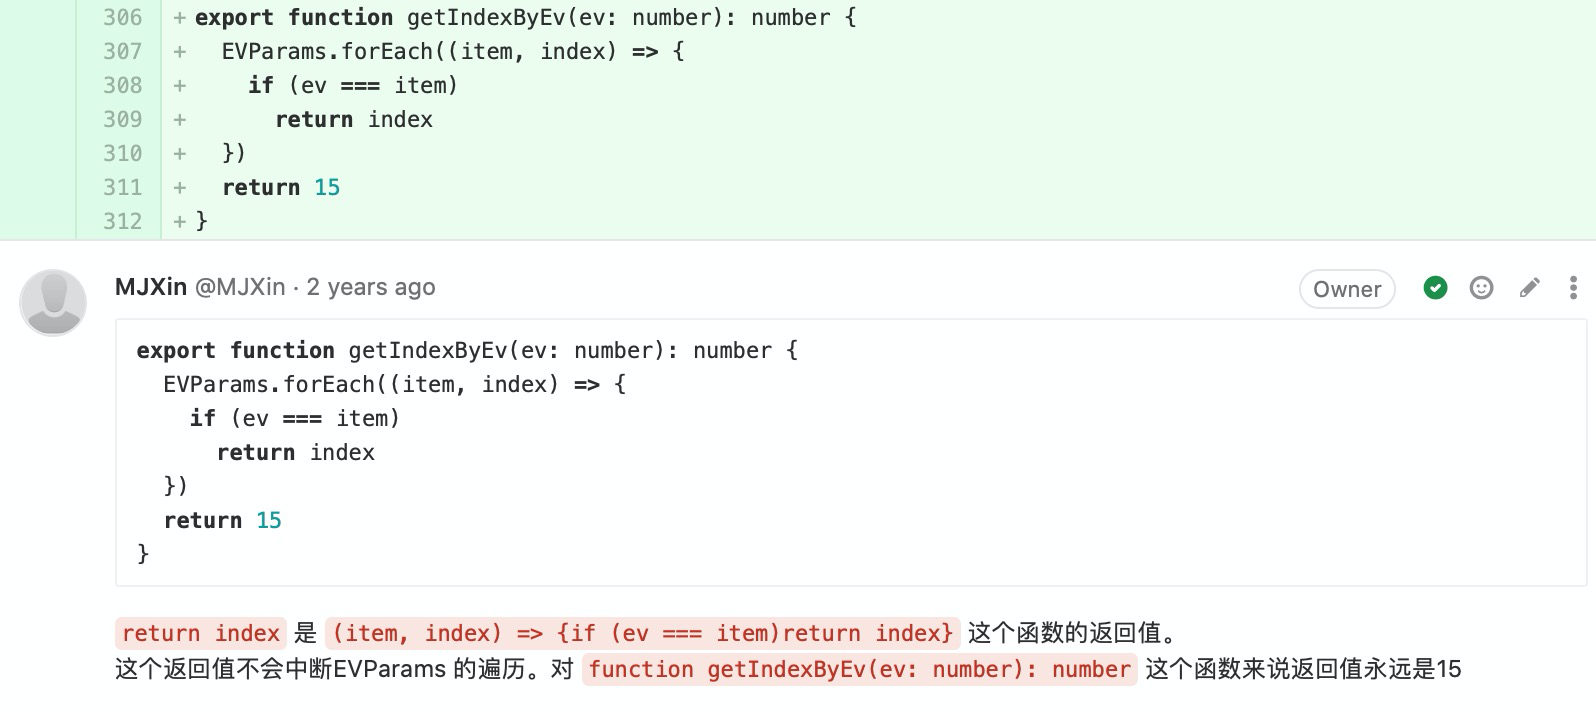 306 + export function getIndexByEv(ev: number): number {
307 + EVParams.forEach((item, index) => {
308 + if (ev === item)
309 + return index
310 + })
311 + return 15
312 + }
MJXin @MJXin · 2 years ago Owner
export function getIndexByEv(ev: number): number {
EVParams.forEach((item, index) => {
if (ev === item)
return index
})
return 15
}
return index 是 (item, index) => {if (ev === item)return index} 这个函数的返回值。
这个返回值不会中断EVParams 的遍历。对 function getIndexByEv(ev: number): number 这个函数来说返回值永远是15